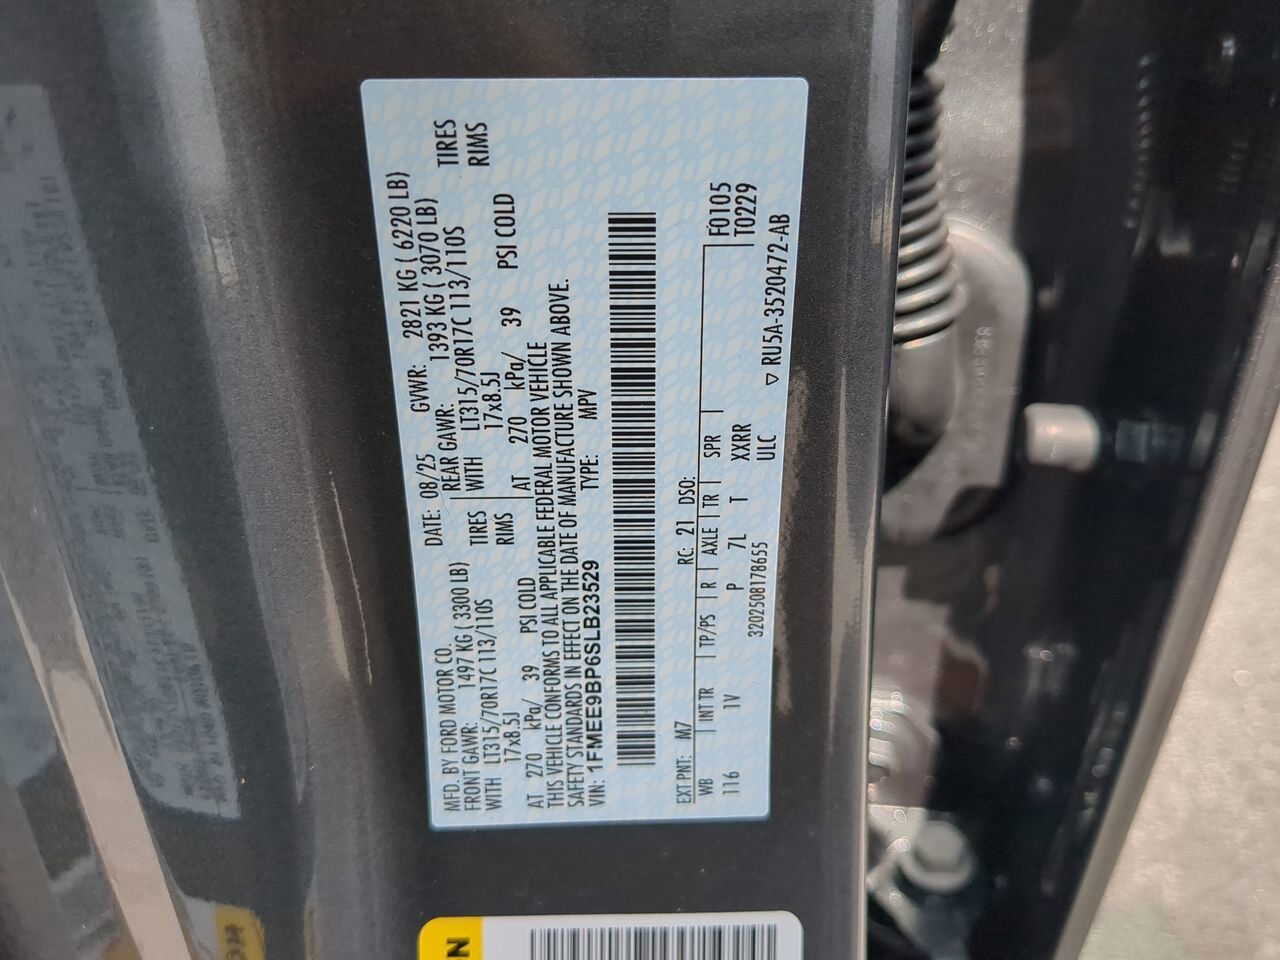 MFD. BY FORD MOTOR CO.
DATE: 08/25 GVWR: 2821 KG ( 6220 LB)
FRONT GAWR: 1497 KG ( 3300 LB)
REAR GAWR: 1393 KG ( 3070 LB)
WITH LT315/70R17C 113/110S TIRES
WITH LT315/70R17C 113/110S TIRES
17x8.5J RIMS
17x8.5J RIMS
AT 270 kPa/ 39 PSI COLD
AT 270 kPa/ 39 PSI COLD
THIS VEHICLE CONFORMS TO ALL APPLICABLE FEDERAL MOTOR VEHICLE
SAFETY STANDARDS IN EFFECT ON THE DATE OF MANUFACTURE SHOWN ABOVE.
VIN: 1FMEE9BP6SLB23529 TYPE: MPV
EXT PNT: M7 RC: 21 DSO:
WB INT TR TP/PS R AXLE TR SPR F0105
116 1V P 7L T XXRR T0229
3202508178655 ULC
▽ RU5A-3520472-AB
N